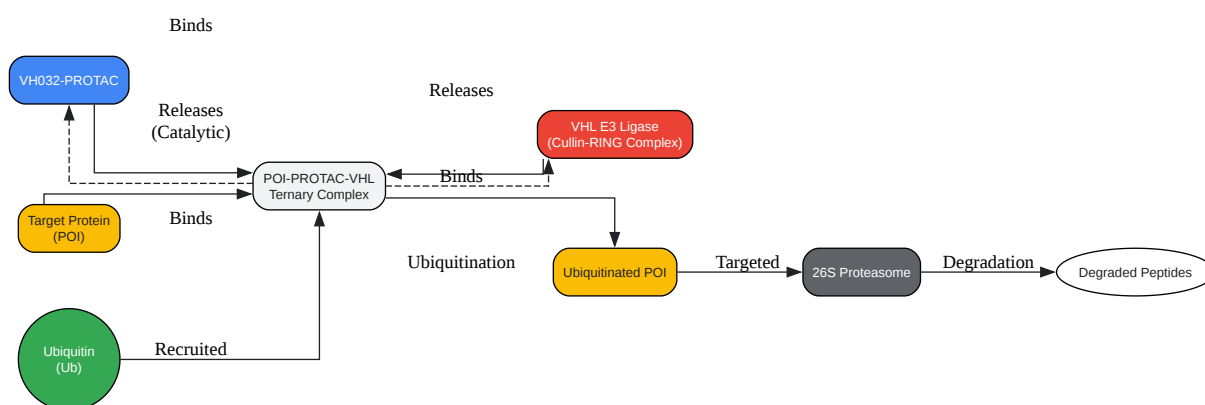 Binds
VH032-PROTAC
Releases
(Catalytic)
Releases
VHL E3 Ligase
(Cullin-RING Complex)
POI-PROTAC-VHL
Ternary Complex
Binds
Target Protein
(POI)
Binds
Ubiquitination
Ubiquitinated POI
Targeted
26S Proteasome
Degradation
Degraded Peptides
Ubiquitin
(Ub)
Recruited